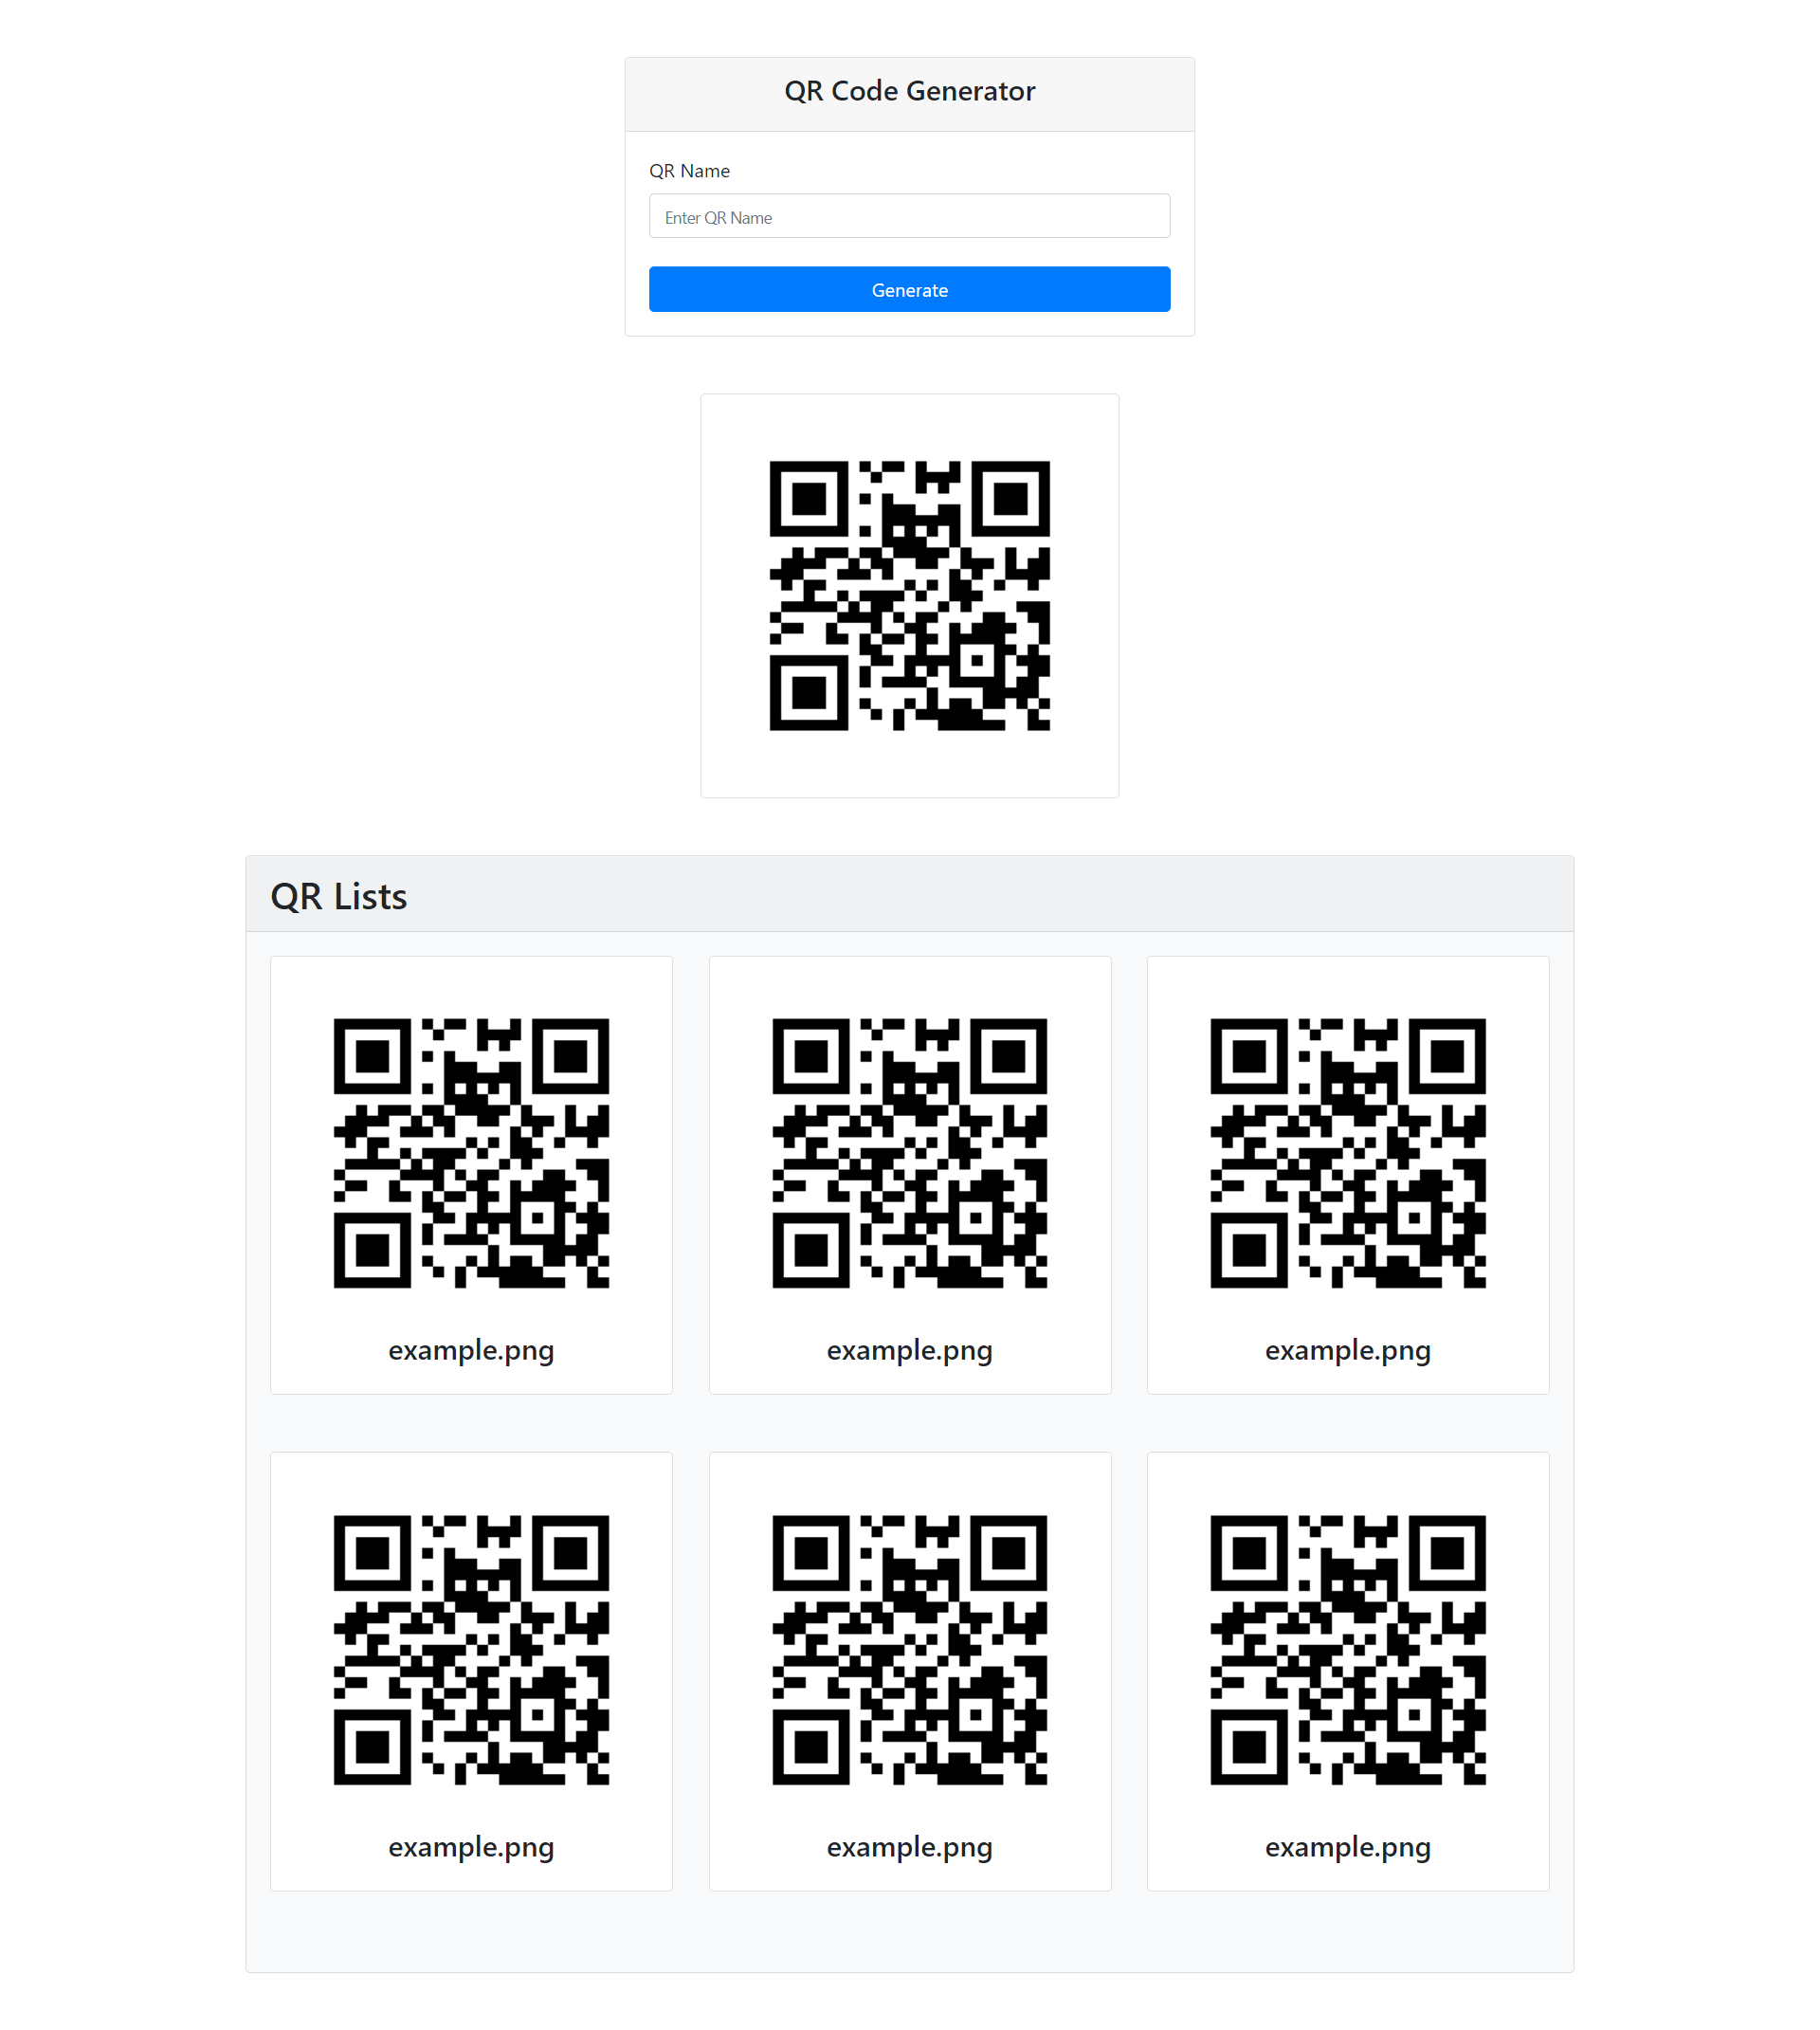 QR Code Generator
QR Name
Enter QR Name
Generate
QR Lists
example.png
example.png
example.png
example.png
example.png
example.png